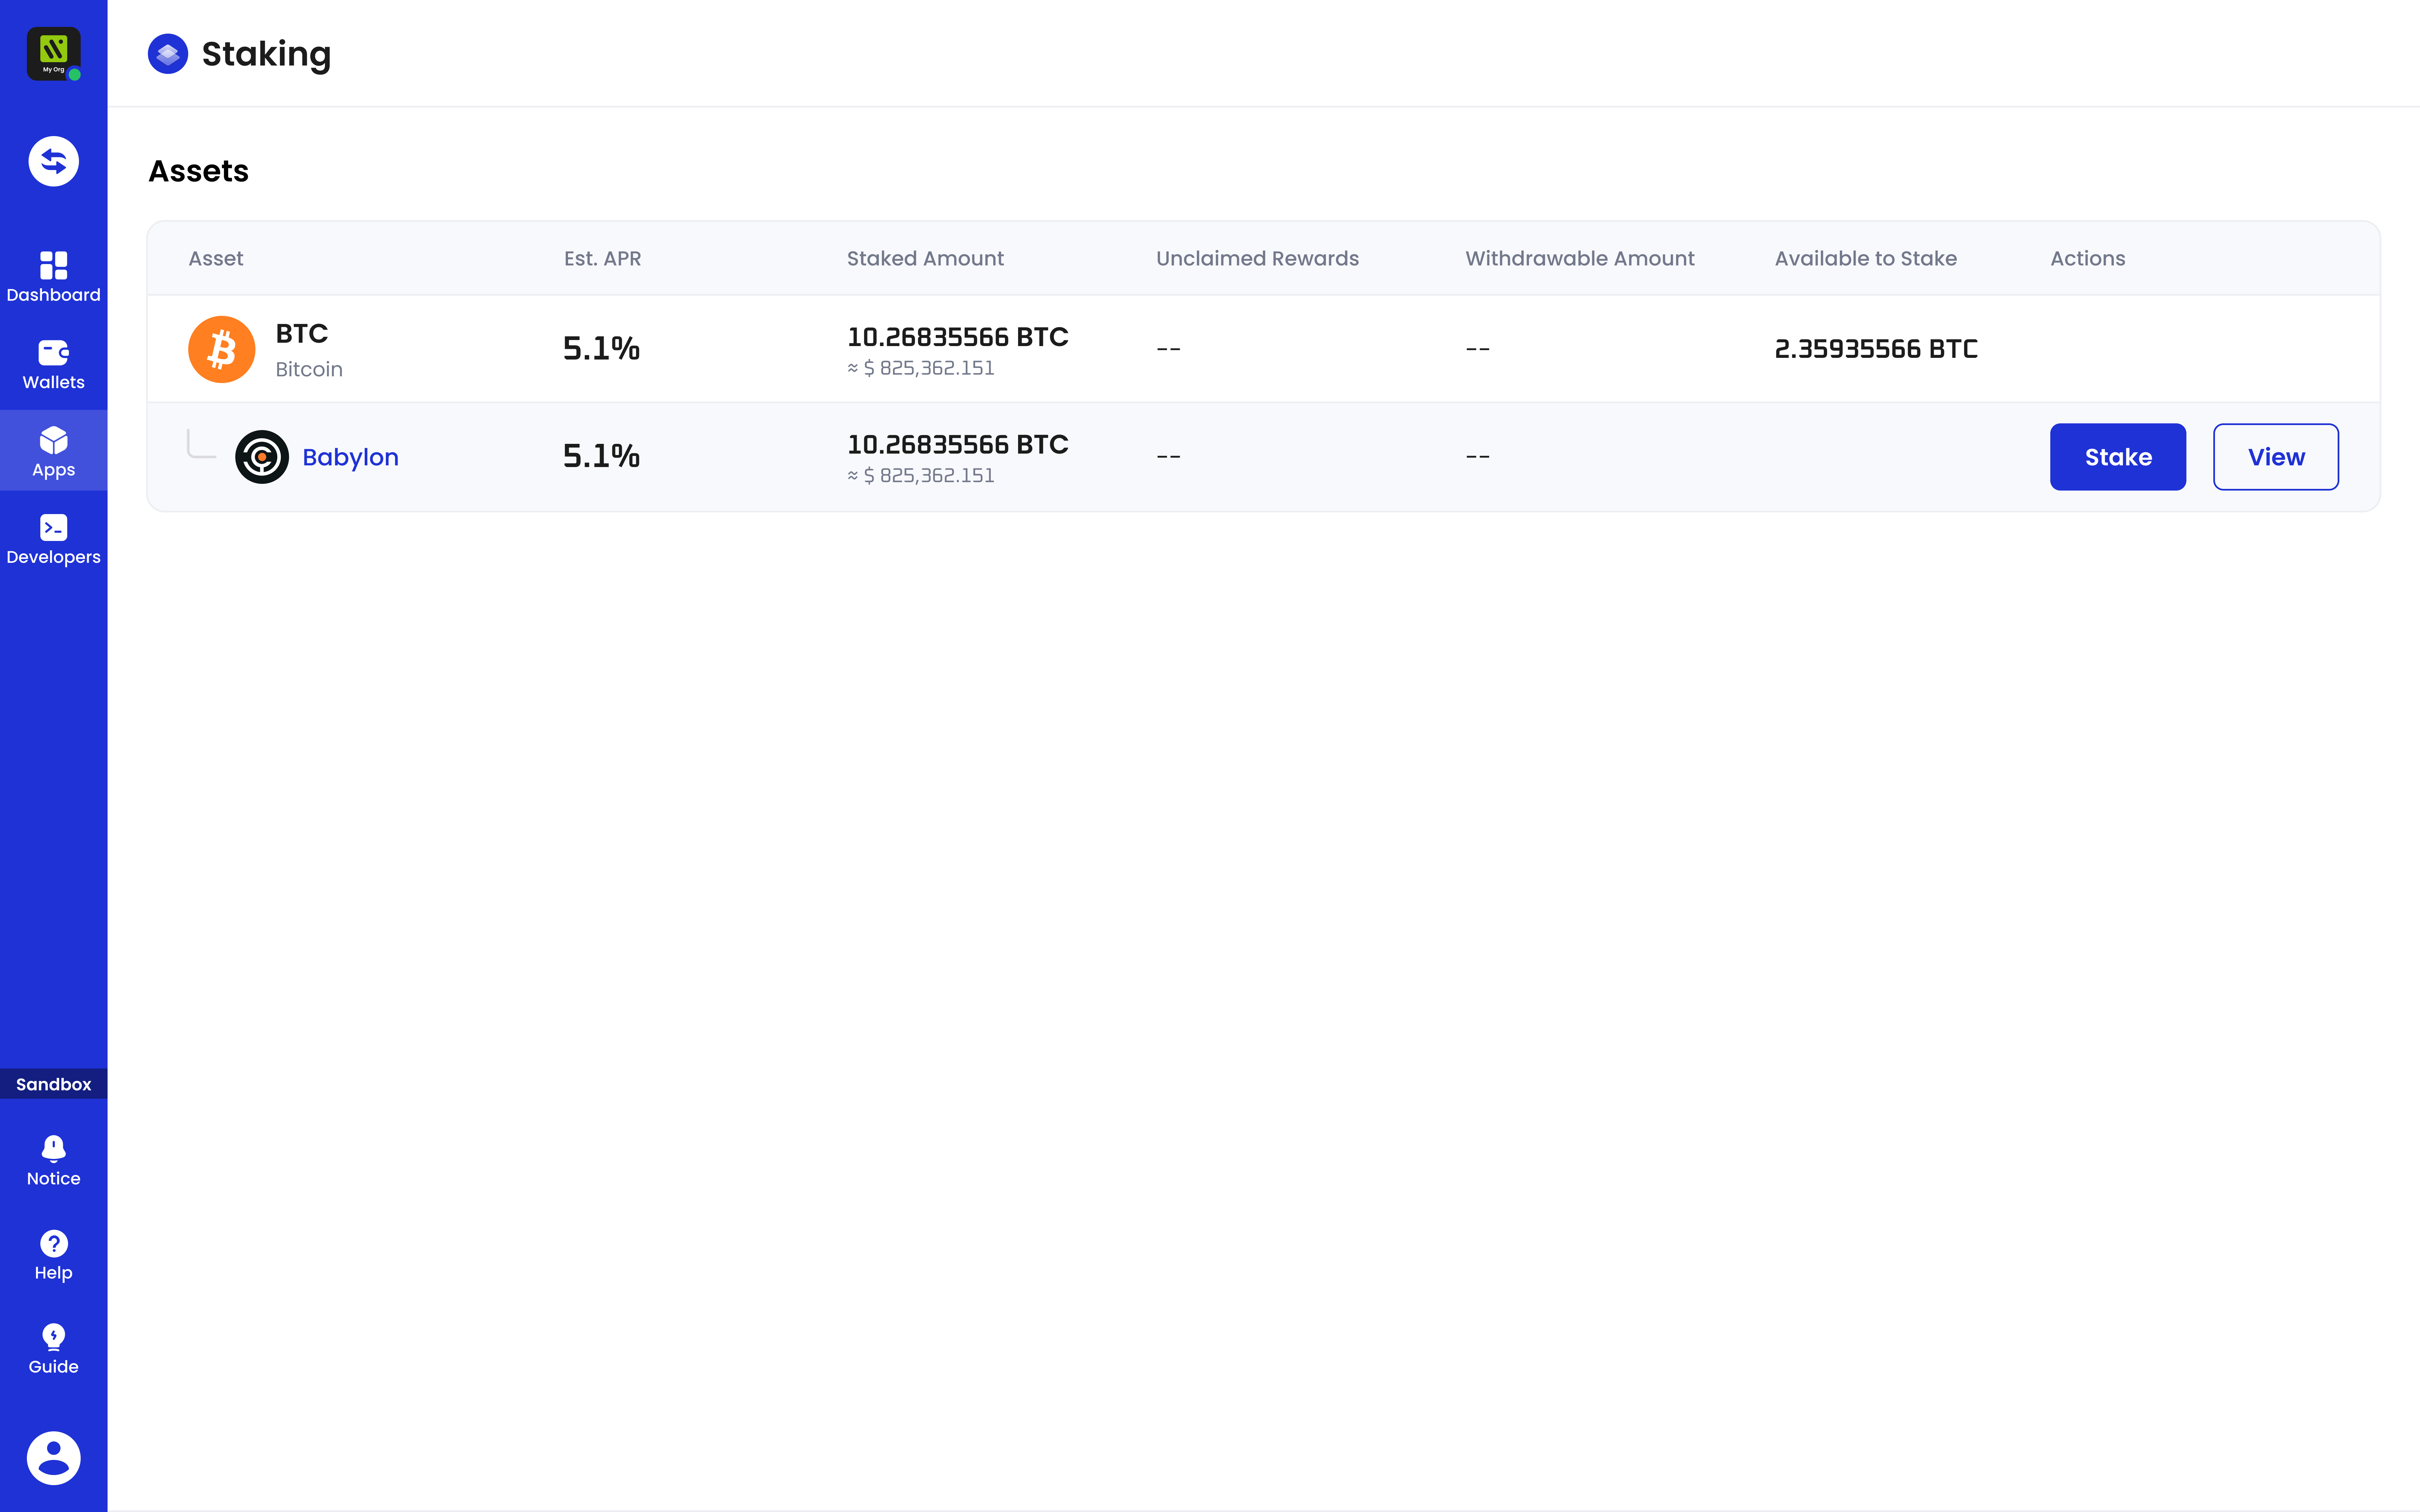 My Org
Staking
Dashboard
Wallets
Apps
Developers
Sandbox
Notice
Help
Guide
Assets
Asset Est. APR Staked Amount Unclaimed Rewards Withdrawable Amount Available to Stake Actions
BTC
Bitcoin
5.1%
10.26835566 BTC
≈ $ 825,362.151
--
--
2.35935566 BTC
Babylon
5.1%
10.26835566 BTC
≈ $ 825,362.151
--
--
Stake
View